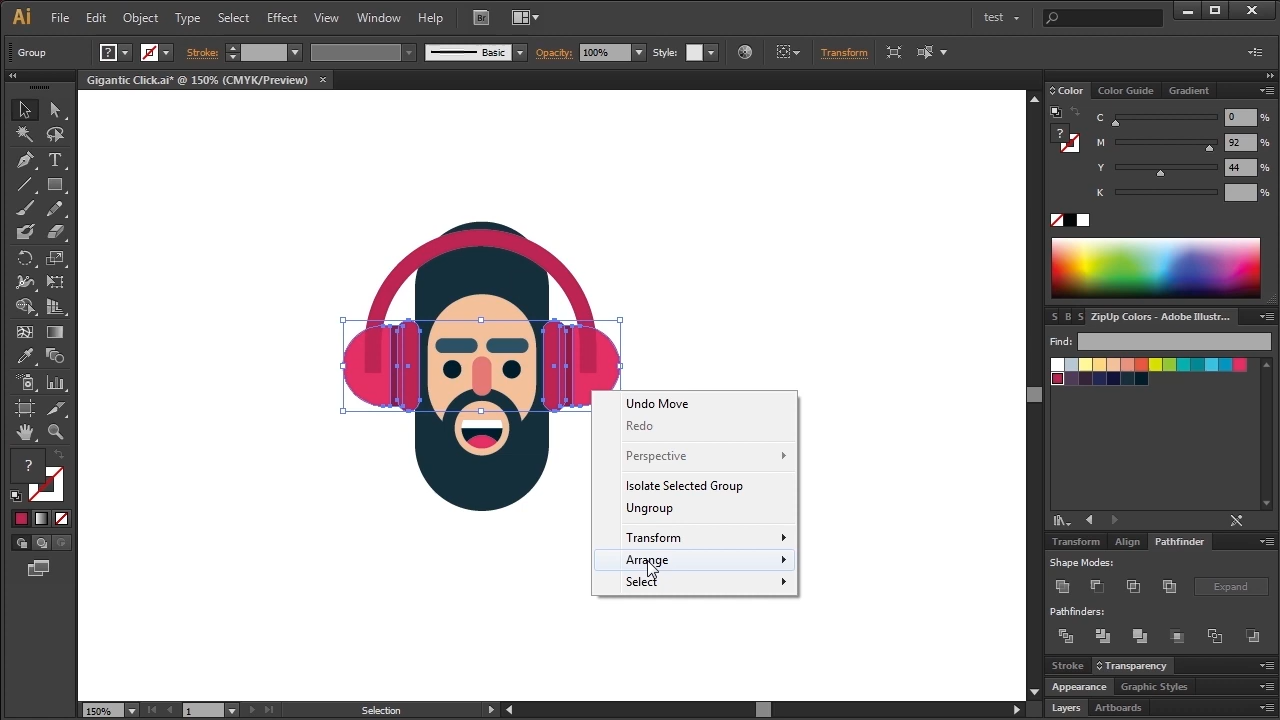 Ai File Edit Object Type Select Effect View Window Help Br test
Group ? Stroke: Basic Opacity: 100% Style: Transform
Gigantic Click.ai* @ 150% (CMYK/Preview) ×
Color Color Guide Gradient
C 0 %
M 92 %
Y 44 %
K %
?
S B S ZipUp Colors - Adobe Illustr...
Find:
Undo Move
Redo
Perspective
Isolate Selected Group
Ungroup
Transform
Arrange
Select
?
T
Transform Align Pathfinder
Shape Modes:
Expand
Pathfinders:
Stroke Transparency
Appearance Graphic Styles
Layers Artboards
150% 1 Selection